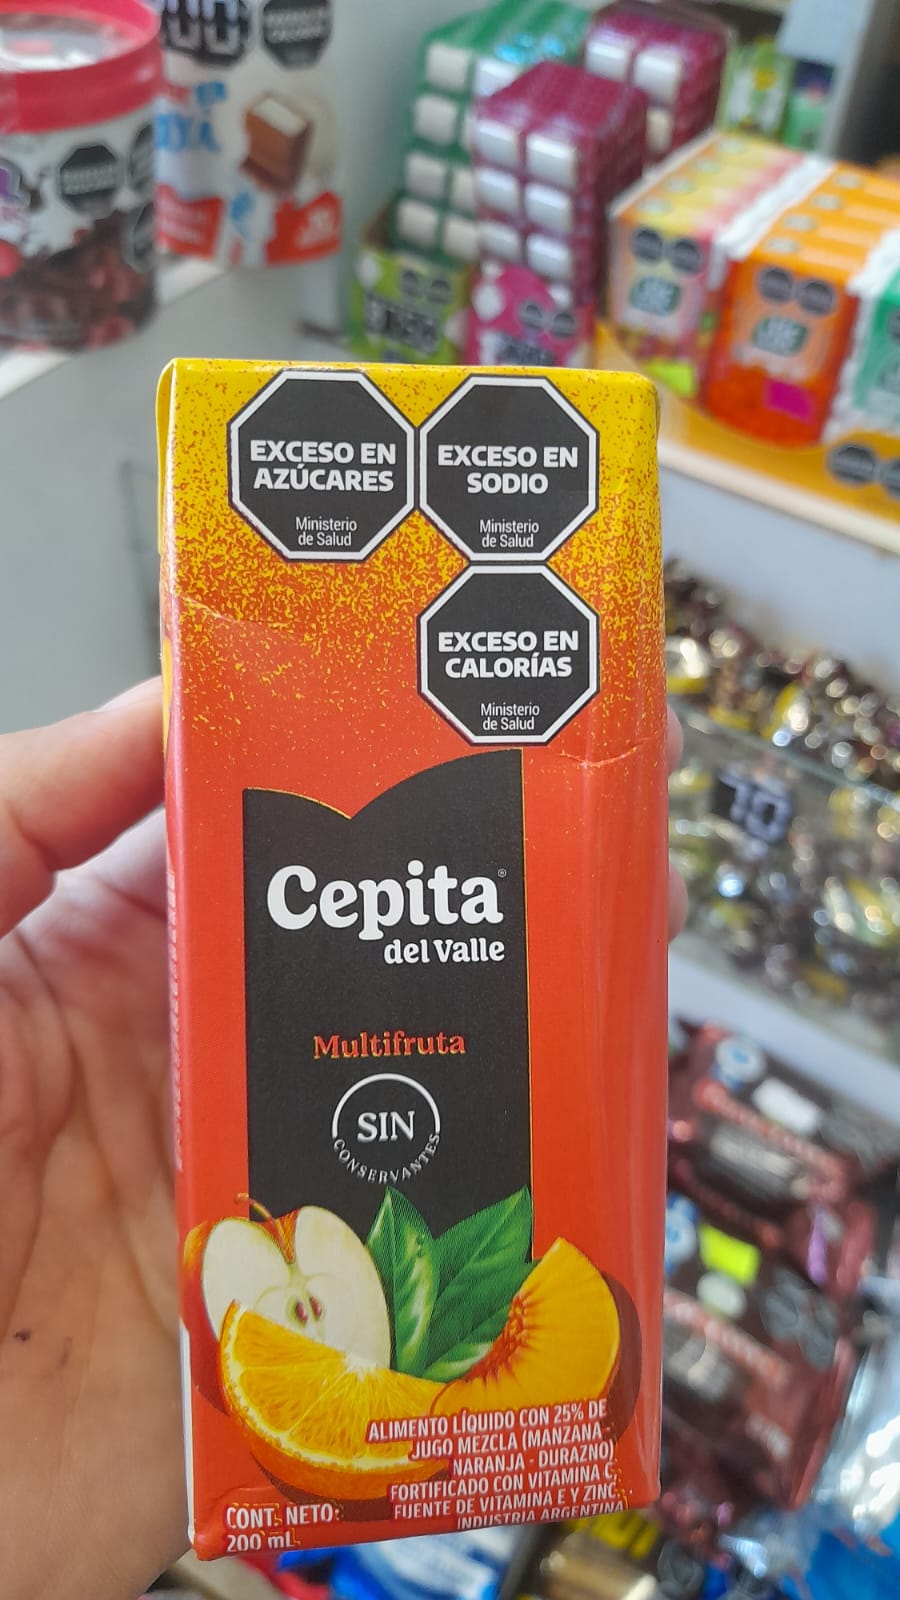 EXCESO EN
AZÚCARES
Ministerio
de Salud
EXCESO EN
SODIO
Ministerio
de Salud
EXCESO EN
CALORÍAS
Ministerio
de Salud
Cepita®
del Valle
Multifruta
SIN
CONSERVANTES
ALIMENTO LÍQUIDO CON 25% DE
JUGO MEZCLA (MANZANA -
NARANJA - DURAZNO)
FORTIFICADO CON VITAMINA C,
FUENTE DE VITAMINA E Y ZINC.
INDUSTRIA ARGENTINA
CONT. NETO:
200 mL
70